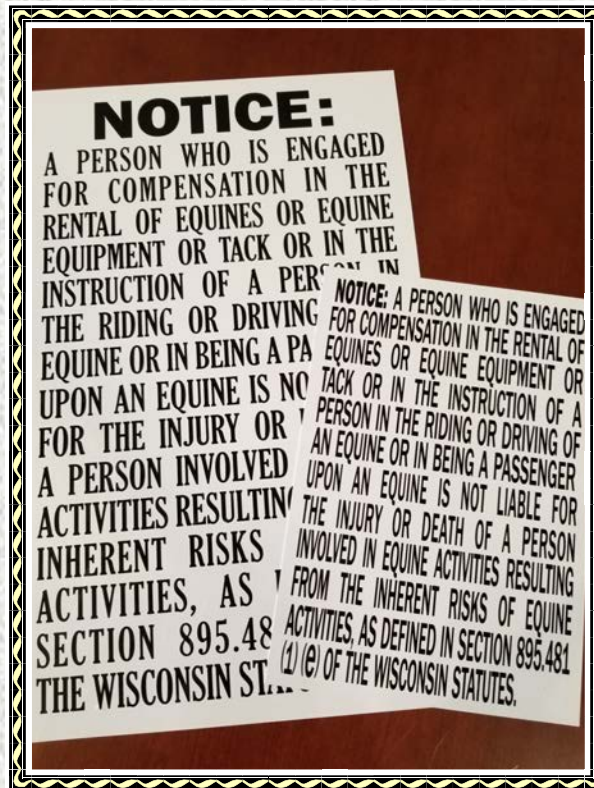 NOTICE:
A PERSON WHO IS ENGAGED
FOR COMPENSATION IN THE
RENTAL OF EQUINES OR EQUINE
EQUIPMENT OR TACK OR IN THE
INSTRUCTION OF A PERSON IN
THE RIDING OR DRIVING
EQUINE OR IN BEING A PA
UPON AN EQUINE IS NO
FOR THE INJURY OR
A PERSON INVOLVED
ACTIVITIES RESULTING
INHERENT RISKS
ACTIVITIES, AS
SECTION 895.48
THE WISCONSIN
NOTICE: A PERSON WHO IS ENGAGED
FOR COMPENSATION IN THE RENTAL OF
EQUINES OR EQUINE EQUIPMENT OR
TACK OR IN THE INSTRUCTION OF A
PERSON IN THE RIDING OR DRIVING OF
AN EQUINE OR IN BEING A PASSENGER
UPON AN EQUINE IS NOT LIABLE FOR
THE INJURY OR DEATH OF A PERSON
INVOLVED IN EQUINE ACTIVITIES RESULTING
FROM THE INHERENT RISKS OF EQUINE
ACTIVITIES, AS DEFINED IN SECTION 895.481
(1) (e) OF THE WISCONSIN STATUTES.